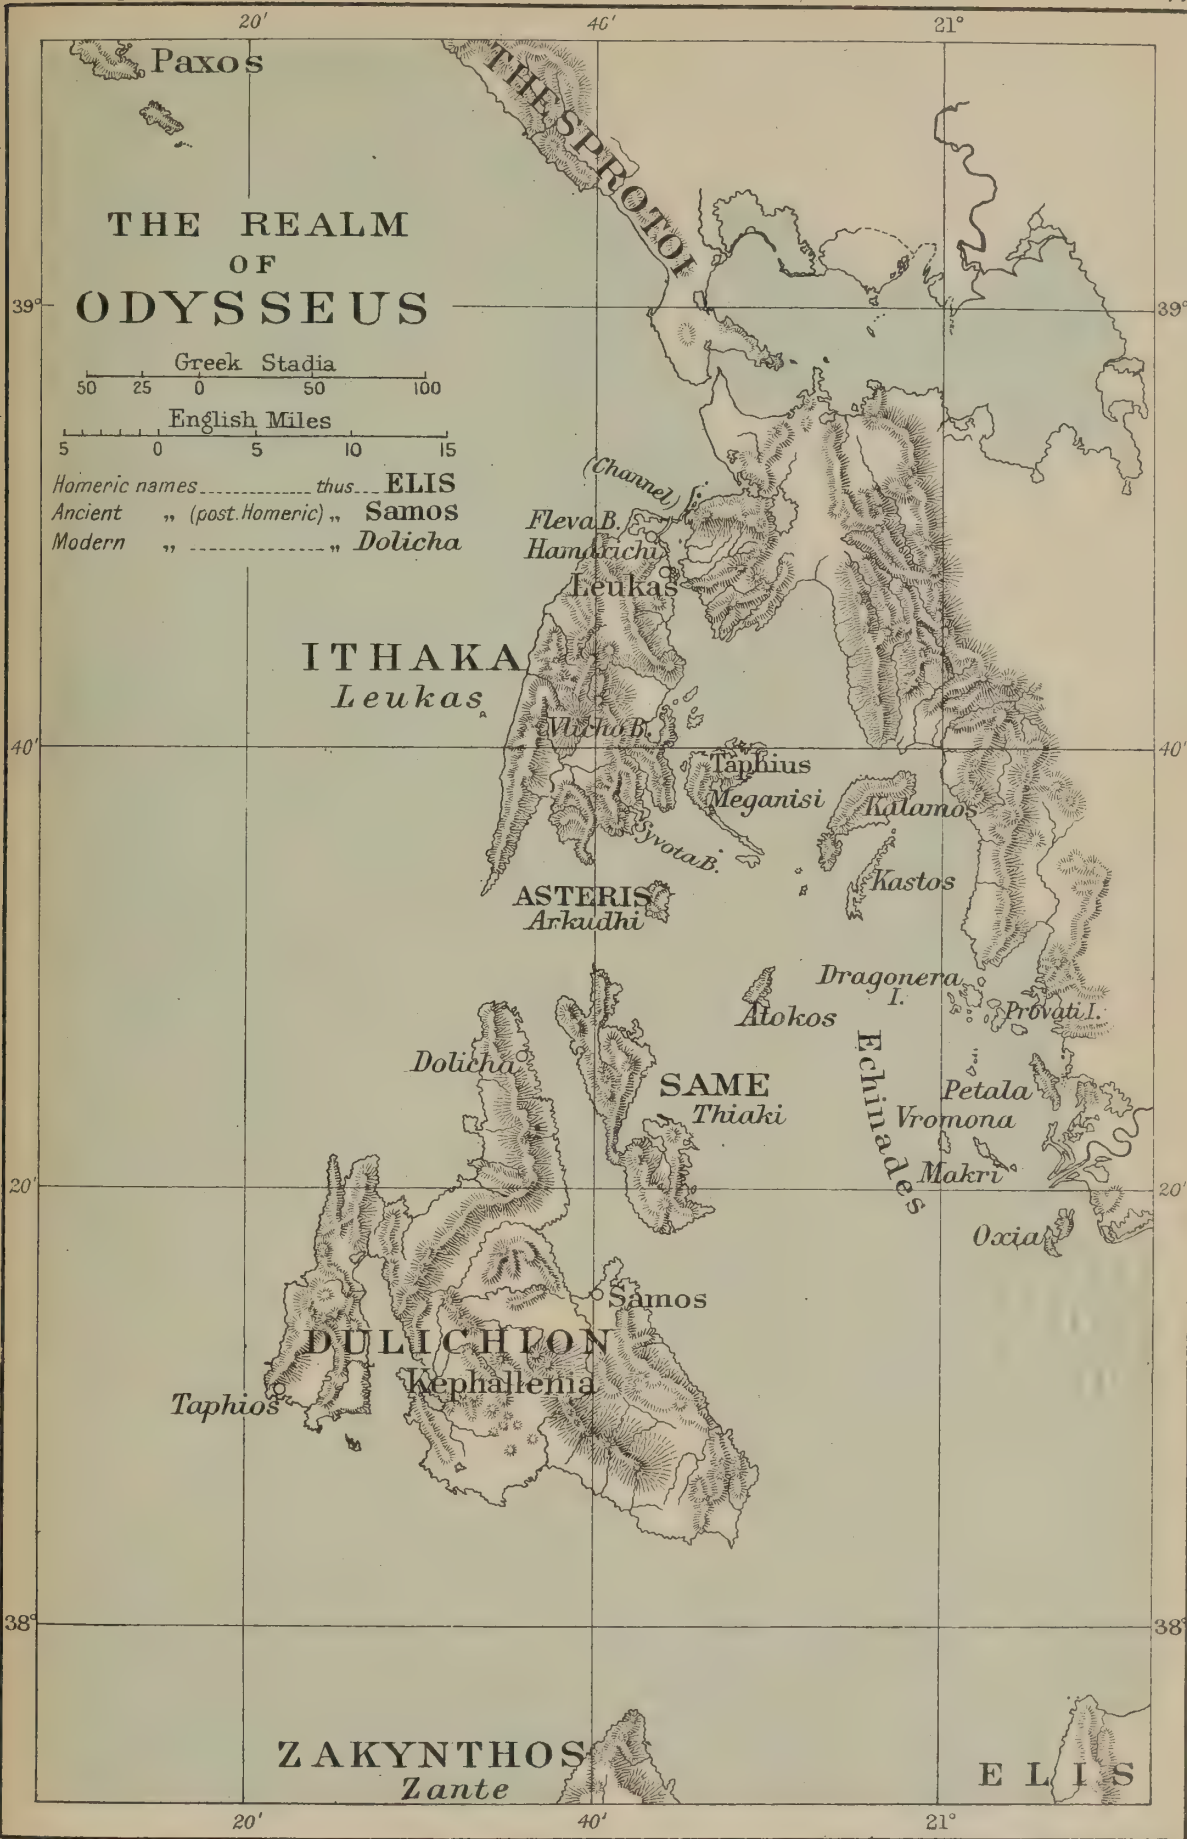 20'
40'
21°
Paxos
THESPROTOI
THE REALM
OF
ODYSSEUS
39°
39°
Greek Stadia
50 25 0 50 100
English Miles
5 0 5 10 15
Homeric names ............ thus ... ELIS
Ancient „ (post.Homeric) „ Samos
Modern „ ............ „ Dolicha
(Channel)
Fleva B.
Hamaxichi
Leukas
ITHAKA
Leukas
Vlicho B.
40'
40'
Taphius
Meganisi
Kalamos
Syvota B.
Kastos
ASTERIS
Arkudhi
Dragonera
I.
Provati I.
Atokos
Echinades
Dolicha
SAME
Thiaki
Petala
Vromona
Makri
20'
20'
Oxia
Samos
DULICHION
Kephallenia
Taphios
38°
38°
ZAKYNTHOS
Zante
ELIS
20'
40'
21°